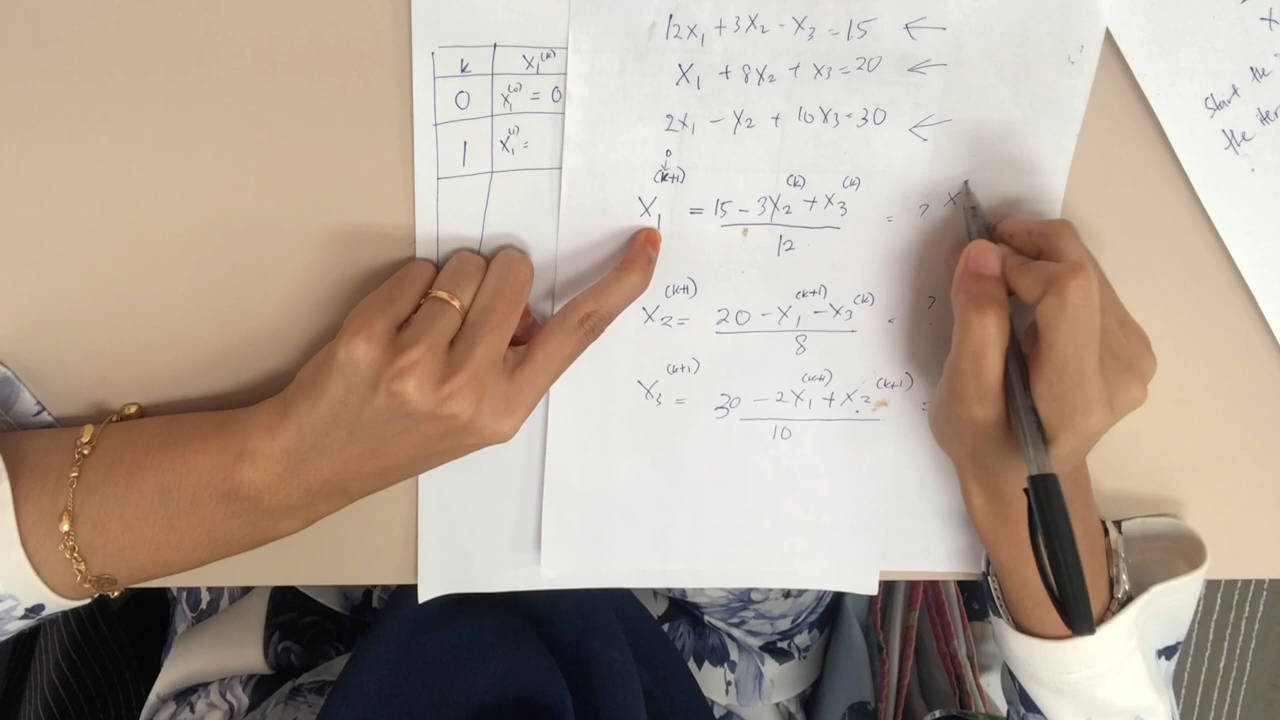 k x₁⁽ᵏ⁾
0 x₁⁽⁰⁾ = 0
1 x₁⁽¹⁾ =
12x₁ + 3x₂ - x₃ = 15 ←
x₁ + 8x₂ + x₃ = 20 ←
2x₁ - x₂ + 10x₃ = 30 ←
0
↓
x₁⁽ᵏ⁺¹⁾ = 15 - 3x₂⁽ᵏ⁾ + x₃⁽ᵏ⁾ = ? x
12
x₂⁽ᵏ⁺¹⁾ = 20 - x₁⁽ᵏ⁺¹⁾ - x₃⁽ᵏ⁾ = ?
8
x₃⁽ᵏ⁺¹⁾ = 30 - 2x₁⁽ᵏ⁺¹⁾ + x₂⁽ᵏ⁺¹⁾ =
10
x
Start the
the iter